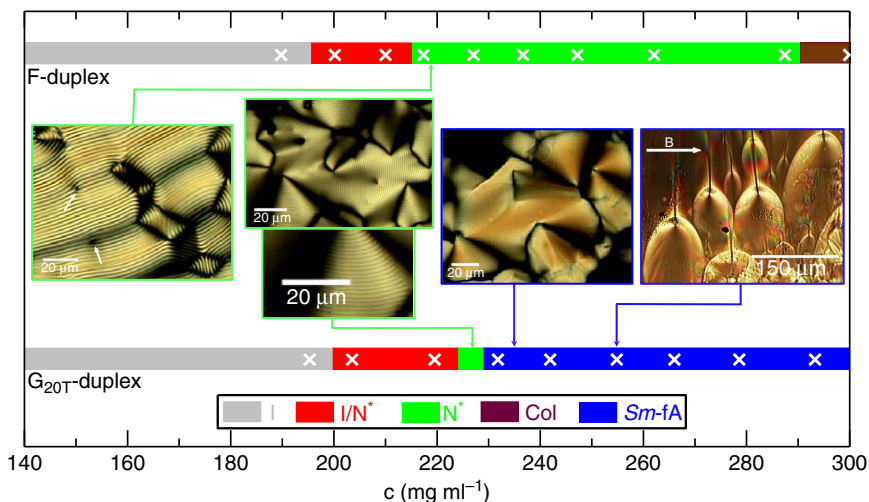 F-duplex
20 μm
20 μm
20 μm
20 μm
B
150 μm
G20T-duplex
I
I/N*
N*
Col
Sm-fA
140
160
180
200
220
240
260
280
300
c (mg ml−1)